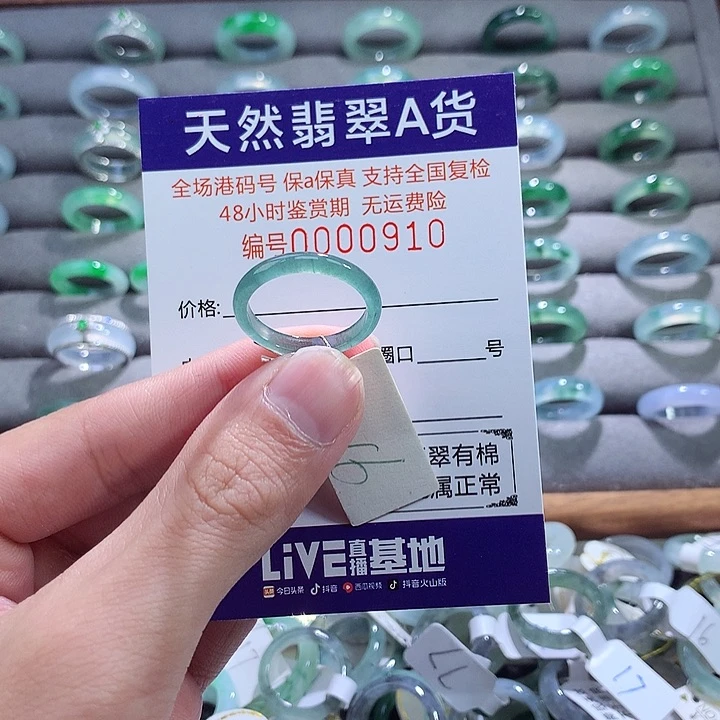 天然翡翠A货
全场港码号 保a保真 支持全国复检
48小时鉴赏期 无运费险
编号0000910
价格:
圈口 号
翠有棉
属正常
LiVE直播基地
今日头条 抖音 西瓜视频 抖音火山版
17
16